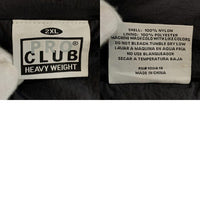 2XL
PRO
CLUB
HEAVY WEIGHT
SHELL: 100% NYLON
LINING: 100% POLYESTER
MACHINE WASH COLD WITH LIKE COLORS
DO NOT BLEACH TUMBLE DRY LOW
LAVAR A MAQUINA EN AGUA FRIA
NO USE BLANQUEADOR
SECAR A TEMPERATURA BAJA
MADE IN CHINA